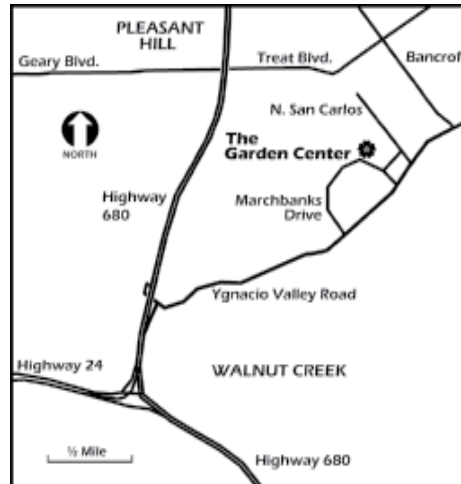 PLEASANT
HILL
Geary Blvd.
Treat Blvd.
Bancrof
N. San Carlos
NORTH
The
Garden Center
Highway
680
Marchbanks
Drive
Ygnacio Valley Road
Highway 24
WALNUT CREEK
½ Mile
Highway 680